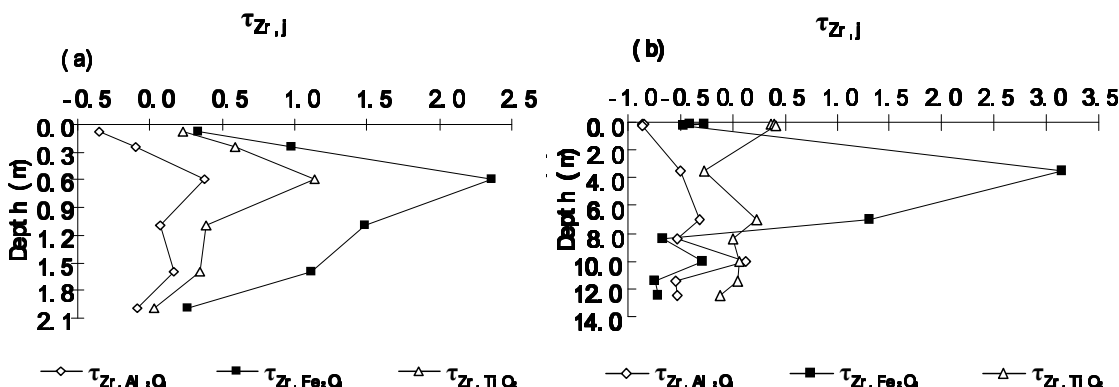 τZr,j
(a)
-0.5 0.0 0.5 1.0 1.5 2.0 2.5
0.0
0.3
0.6
0.9
1.2
1.5
1.8
2.1
Depth (m)
τZr,Al₂O₃ τZr,Fe₂O₃ τZr,TiO₂
τZr,j
(b)
-1.0 -0.5 0.0 0.5 1.0 1.5 2.0 2.5 3.0 3.5
0.0
2.0
4.0
6.0
8.0
10.0
12.0
14.0
Depth (m)
τZr,Al₂O₃ τZr,Fe₂O₃ τZr,TiO₂